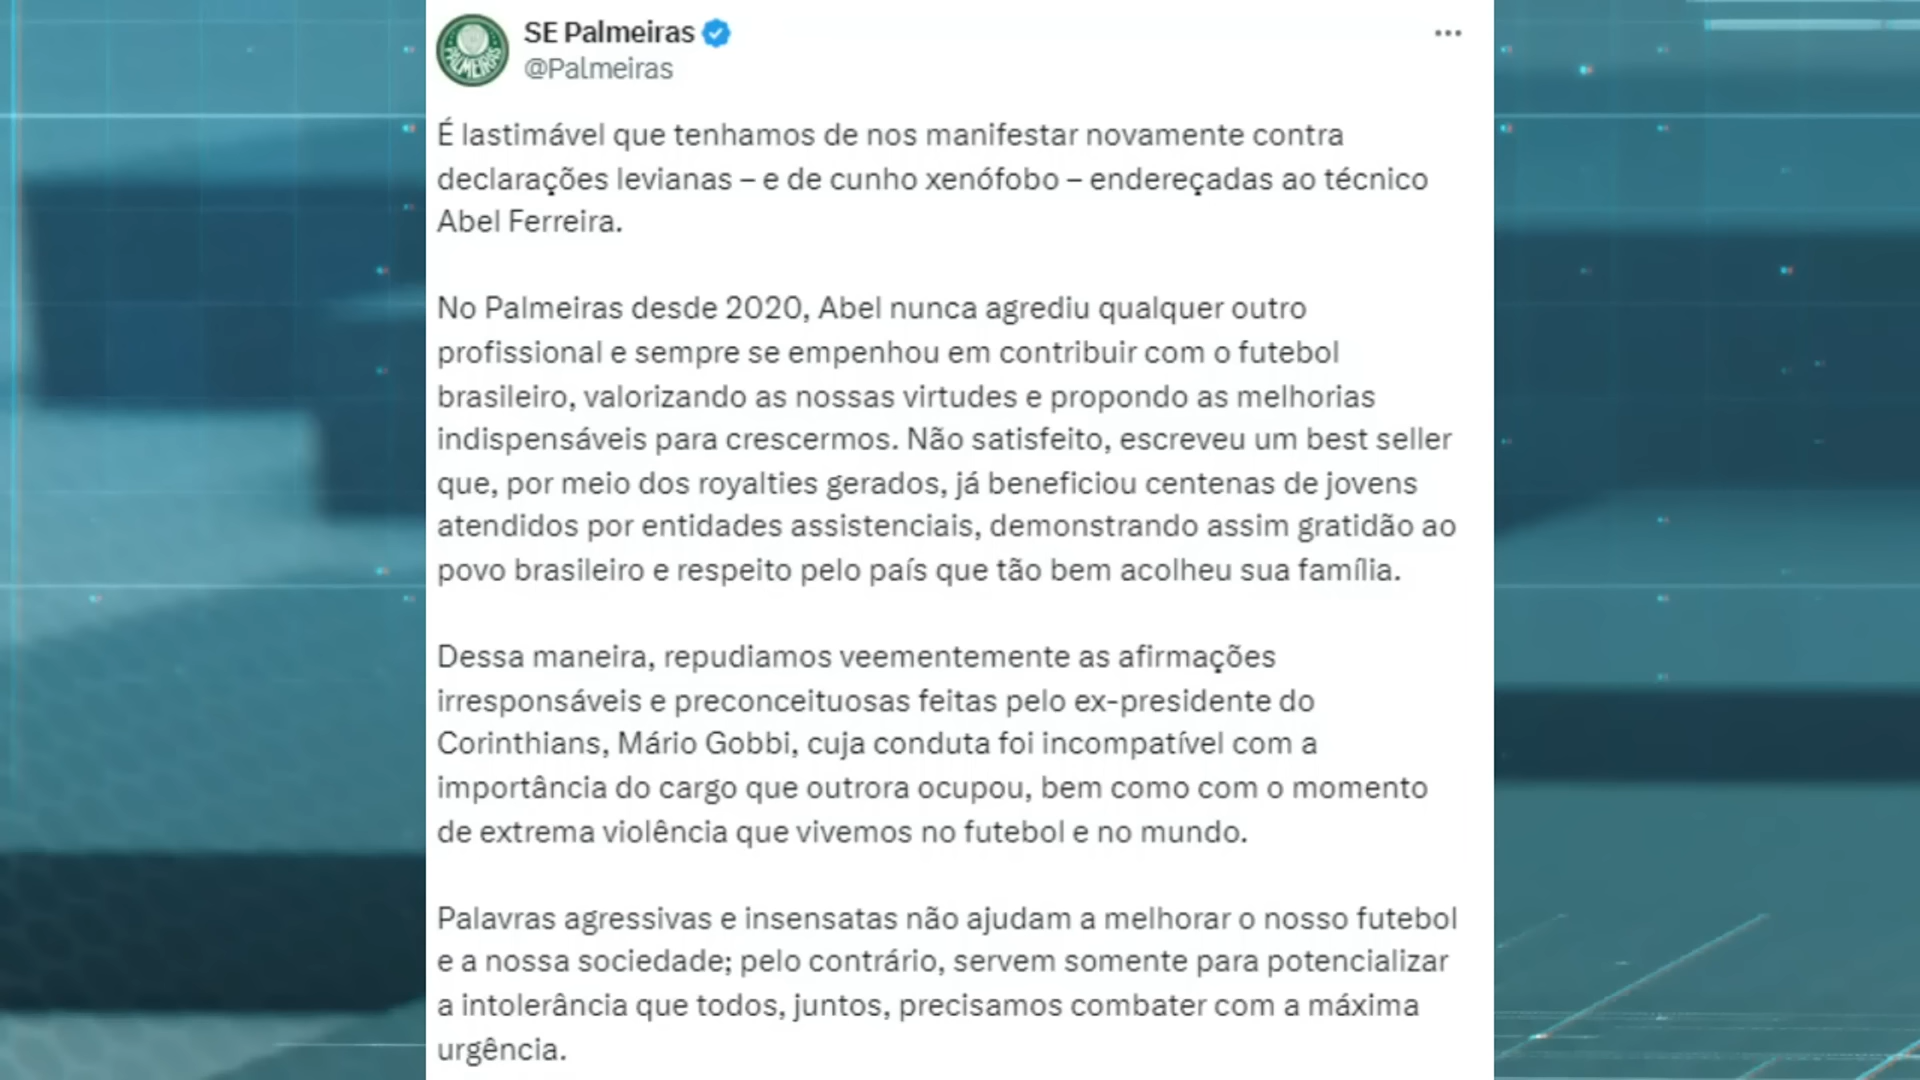 SE Palmeiras
@Palmeiras
PALMEIRAS
É lastimável que tenhamos de nos manifestar novamente contra
declarações levianas – e de cunho xenófobo – endereçadas ao técnico
Abel Ferreira.
No Palmeiras desde 2020, Abel nunca agrediu qualquer outro
profissional e sempre se empenhou em contribuir com o futebol
brasileiro, valorizando as nossas virtudes e propondo as melhorias
indispensáveis para crescermos. Não satisfeito, escreveu um best seller
que, por meio dos royalties gerados, já beneficiou centenas de jovens
atendidos por entidades assistenciais, demonstrando assim gratidão ao
povo brasileiro e respeito pelo país que tão bem acolheu sua família.
Dessa maneira, repudiamos veementemente as afirmações
irresponsáveis e preconceituosas feitas pelo ex-presidente do
Corinthians, Mário Gobbi, cuja conduta foi incompatível com a
importância do cargo que outrora ocupou, bem como com o momento
de extrema violência que vivemos no futebol e no mundo.
Palavras agressivas e insensatas não ajudam a melhorar o nosso futebol
e a nossa sociedade; pelo contrário, servem somente para potencializar
a intolerância que todos, juntos, precisamos combater com a máxima
urgência.